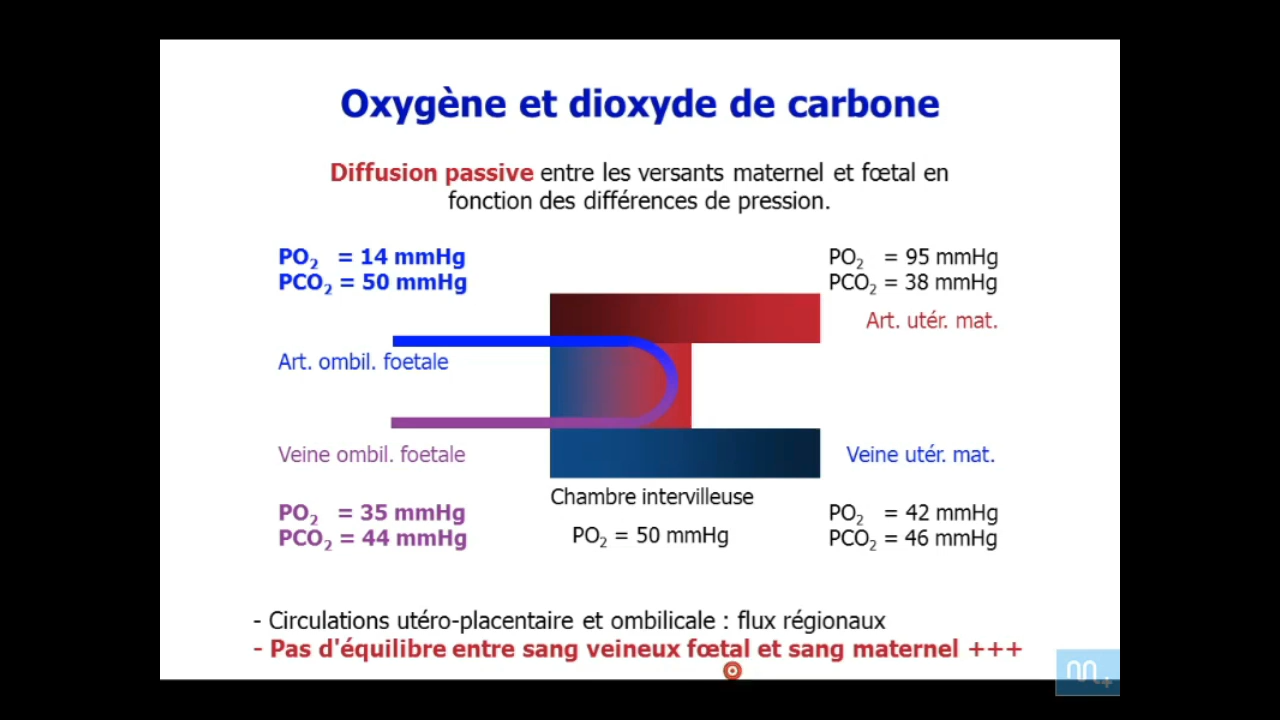 Oxygène et dioxyde de carbone
Diffusion passive entre les versants maternel et fœtal en
fonction des différences de pression.
PO2 = 14 mmHg
PCO2 = 50 mmHg
PO2 = 95 mmHg
PCO2 = 38 mmHg
Art. utér. mat.
Art. ombil. foetale
Veine ombil. foetale
Veine utér. mat.
Chambre intervilleuse
PO2 = 50 mmHg
PO2 = 35 mmHg
PCO2 = 44 mmHg
PO2 = 42 mmHg
PCO2 = 46 mmHg
- Circulations utéro-placentaire et ombilicale : flux régionaux
- Pas d'équilibre entre sang veineux fœtal et sang maternel +++